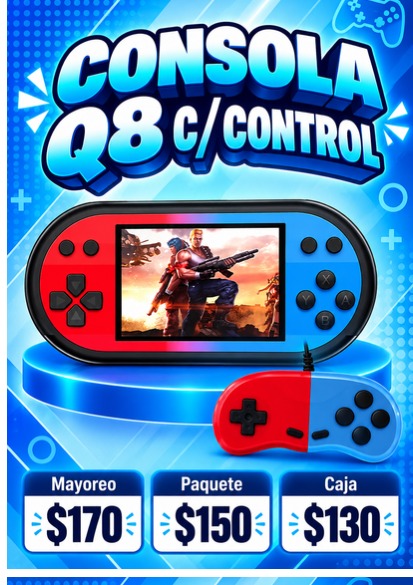 CONSOLA
Q8 C/ CONTROL
X
Y A
B
Mayoreo Paquete Caja
$170 $150 $130